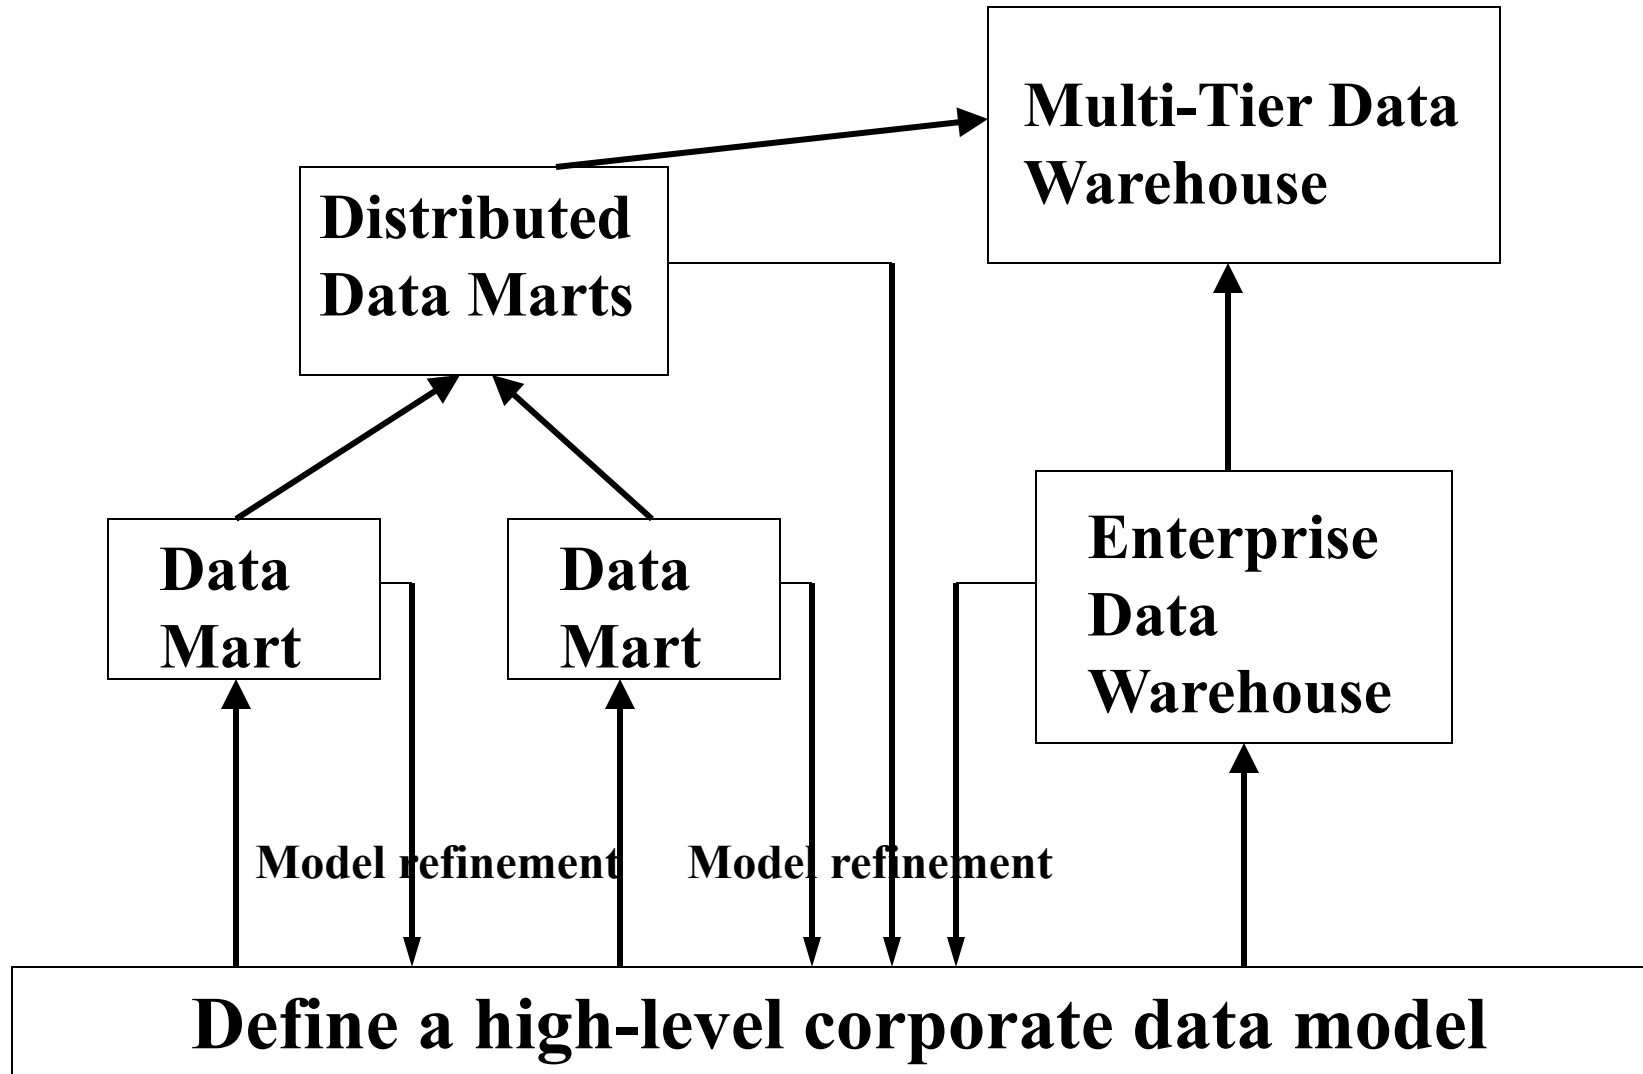 Multi-Tier Data
Warehouse
Distributed
Data Marts
Data
Mart
Data
Mart
Enterprise
Data
Warehouse
Model refinement
Model refinement
Define a high-level corporate data model